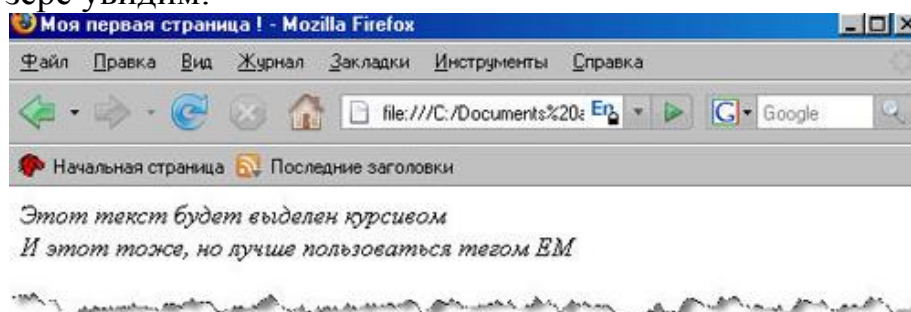 зере увидим:
Моя первая страница ! - Mozilla Firefox
Файл Правка Вид Журнал Закладки Инструменты Справка
file:///C:/Documents%20a En G Google
Начальная страница Последние заголовки
Этот текст будет выделен курсивом
И этот тоже, но лучше пользоваться тегом EM